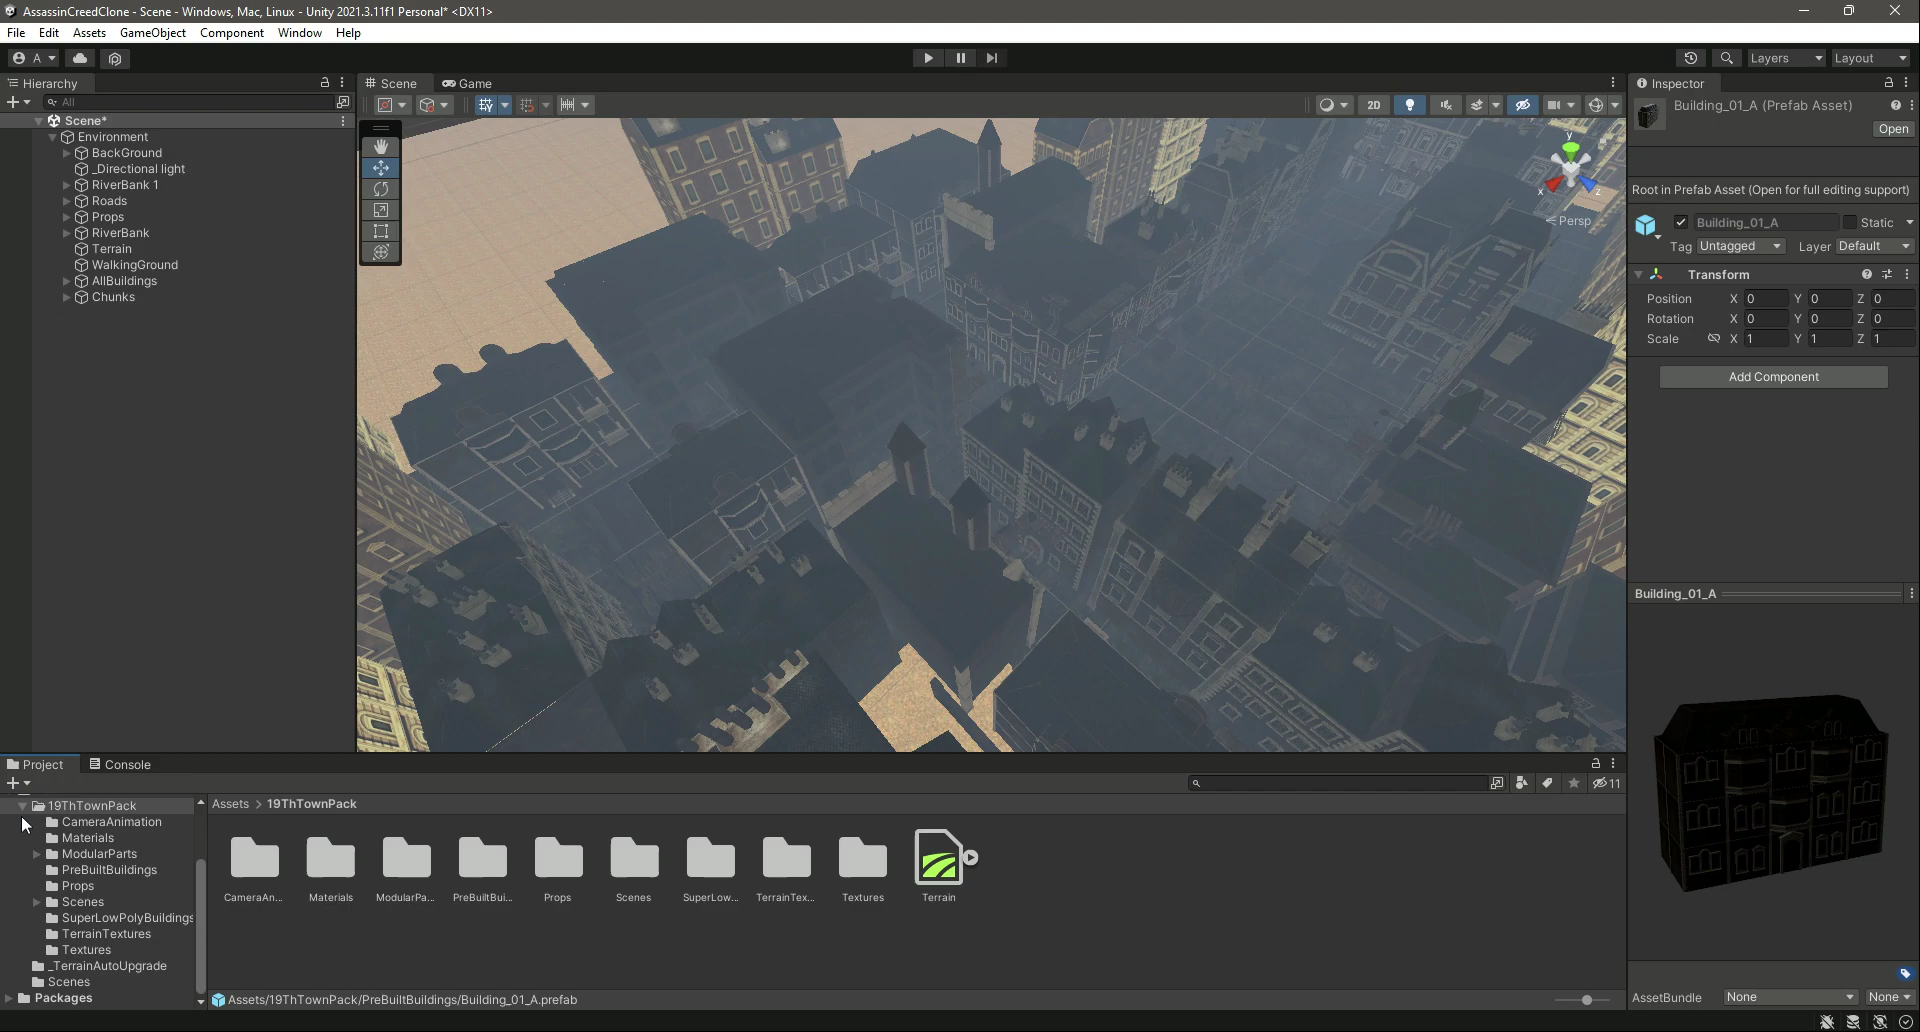 AssassinCreedClone - Scene - Windows, Mac, Linux - Unity 2021.3.11f1 Personal* <DX11>
File Edit Assets GameObject Component Window Help
A Layers Layout
Hierarchy
All
Scene*
Environment
BackGround
_Directional light
RiverBank 1
Roads
Props
RiverBank
Terrain
WalkingGround
AllBuildings
Chunks
Scene Game
2D
y
x
z
Persp
Inspector
Building_01_A (Prefab Asset)
Open
Root in Prefab Asset (Open for full editing support)
Building_01_A Static
Tag Untagged Layer Default
Transform
Position X 0 Y 0 Z 0
Rotation X 0 Y 0 Z 0
Scale X 1 Y 1 Z 1
Add Component
Building_01_A
AssetBundle None None
Project Console
11
19ThTownPack
CameraAnimation
Materials
ModularParts
PreBuiltBuildings
Props
Scenes
SuperLowPolyBuildings
TerrainTextures
Textures
_TerrainAutoUpgrade
Scenes
Packages
Assets > 19ThTownPack
CameraAn... Materials ModularPa... PreBuiltBui... Props Scenes SuperLow... TerrainTex... Textures Terrain
Assets/19ThTownPack/PreBuiltBuildings/Building_01_A.prefab